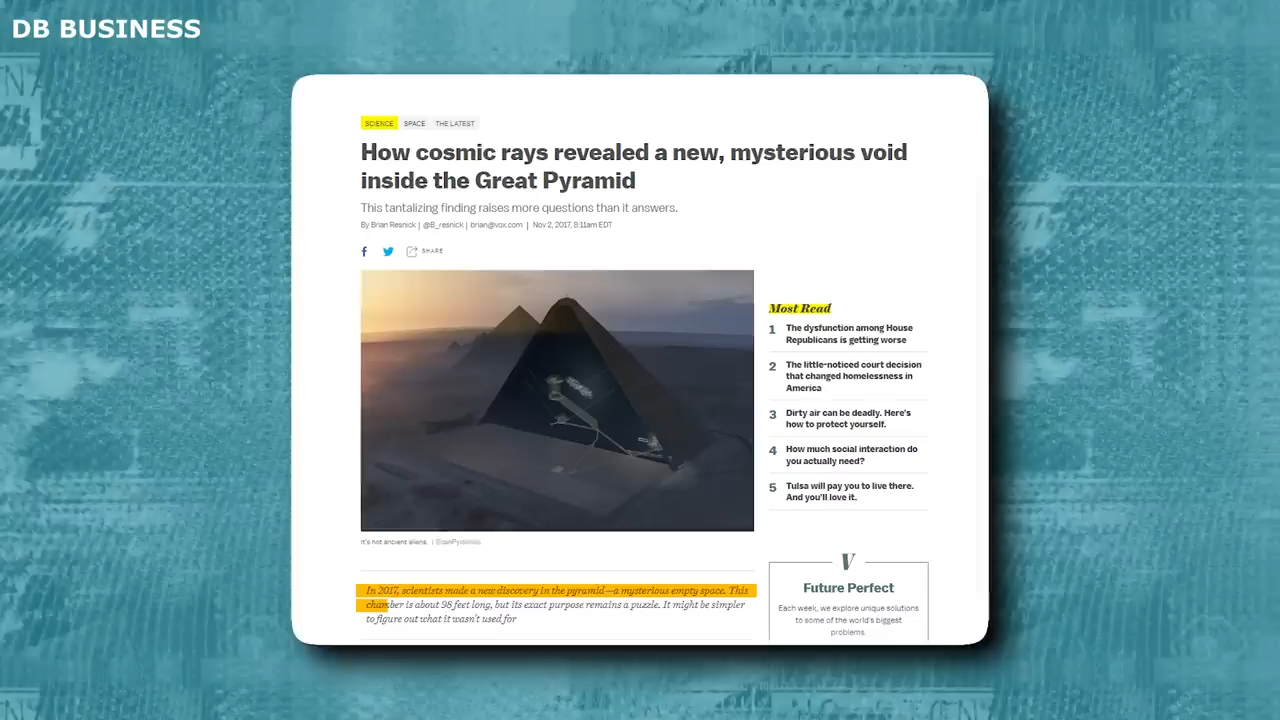 DB BUSINESS
SCIENCE SPACE THE LATEST
How cosmic rays revealed a new, mysterious void
inside the Great Pyramid
This tantalizing finding raises more questions than it answers.
By Brian Resnick | @B_resnick | brian@vox.com | Nov 2, 2017, 8:11am EDT
SHARE
It's not ancient aliens. | ScanPyramids
In 2017, scientists made a new discovery in the pyramid—a mysterious empty space. This
chamber is about 98 feet long, but its exact purpose remains a puzzle. It might be simpler
to figure out what it wasn't used for
Most Read
1 The dysfunction among House
Republicans is getting worse
2 The little-noticed court decision
that changed homelessness in
America
3 Dirty air can be deadly. Here's
how to protect yourself.
4 How much social interaction do
you actually need?
5 Tulsa will pay you to live there.
And you'll love it.
V
Future Perfect
Each week, we explore unique solutions
to some of the world's biggest
problems.